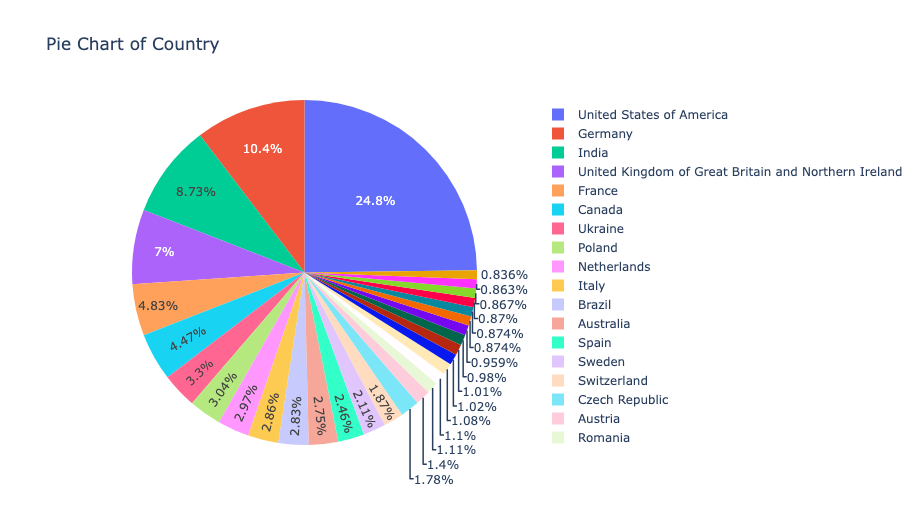 Pie Chart of Country
24.8%
10.4%
8.73%
7%
4.83%
4.47%
3.3%
3.04%
2.97%
2.86%
2.83%
2.75%
2.46%
2.11%
1.87%
1.78%
1.4%
1.11%
1.1%
1.08%
1.02%
1.01%
0.98%
0.959%
0.874%
0.874%
0.87%
0.867%
0.863%
0.836%
United States of America
Germany
India
United Kingdom of Great Britain and Northern Ireland
France
Canada
Ukraine
Poland
Netherlands
Italy
Brazil
Australia
Spain
Sweden
Switzerland
Czech Republic
Austria
Romania